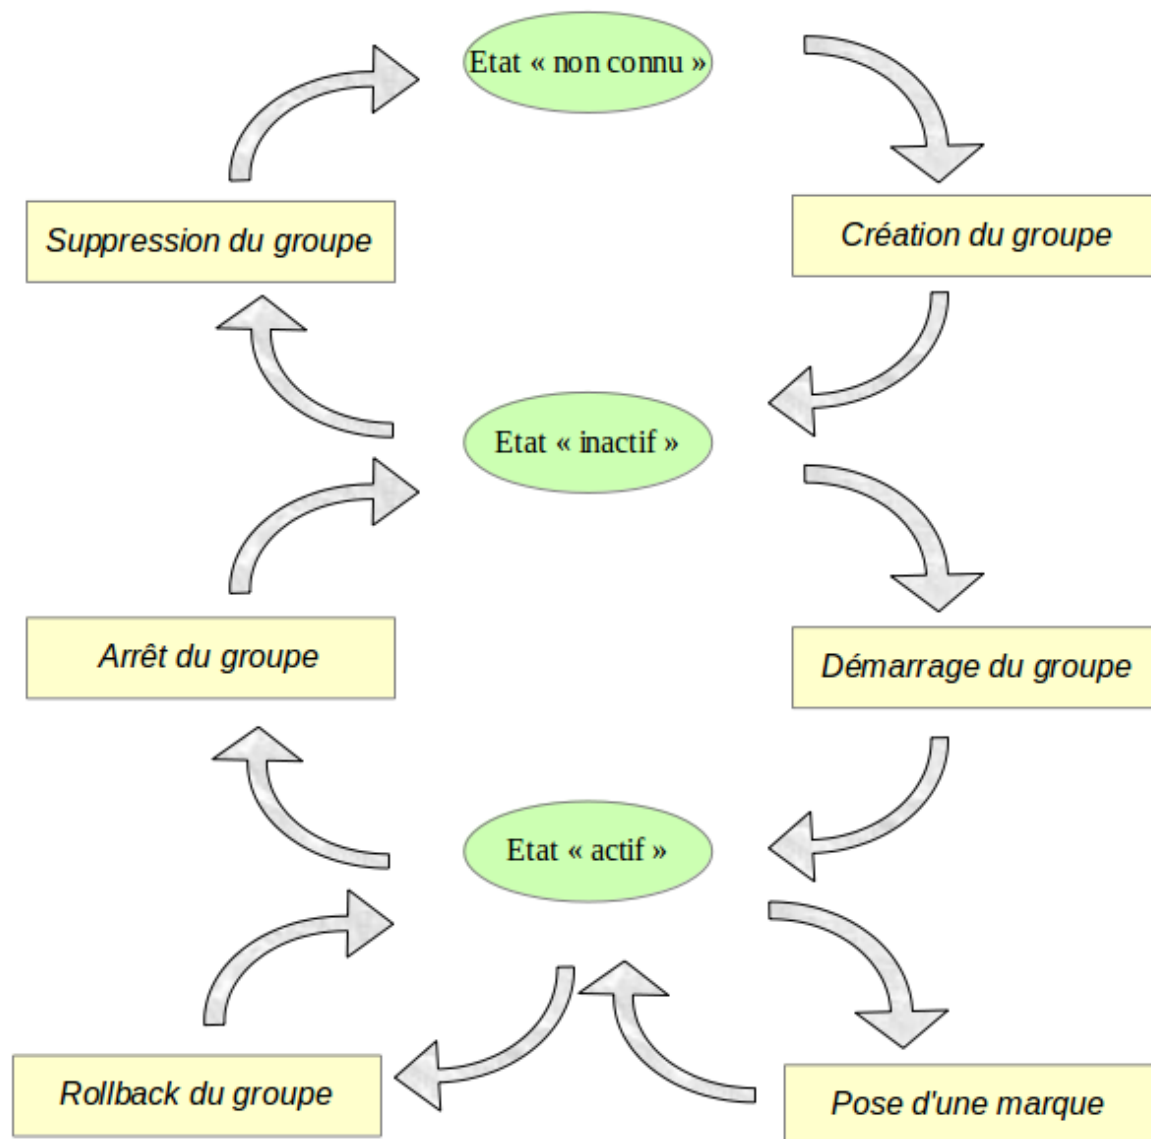 Etat « non connu »
Suppression du groupe
Création du groupe
Etat « inactif »
Arrêt du groupe
Démarrage du groupe
Etat « actif »
Rollback du groupe
Pose d'une marque